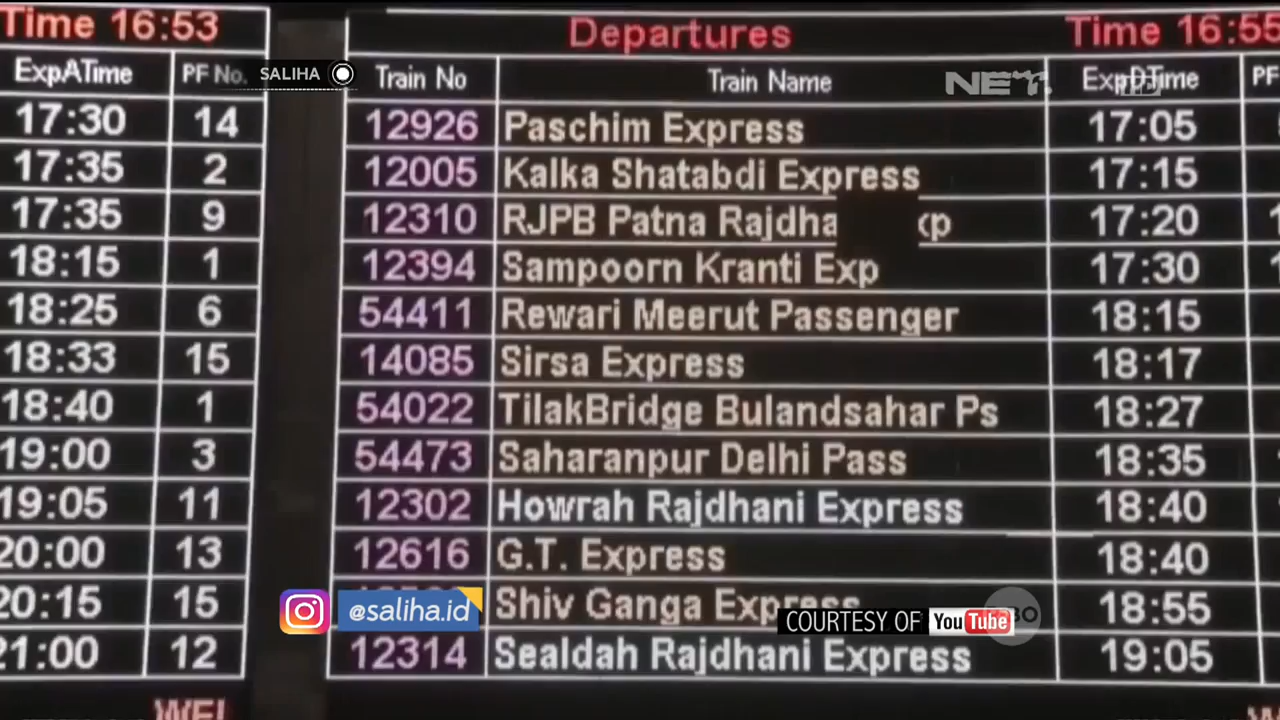 Time 16:53
ExpATime PF No.
17:30 14
17:35 2
17:35 9
18:15 1
18:25 6
18:33 15
18:40 1
19:00 3
19:05 11
20:00 13
20:15 15
21:00 12
SALIHA
NET.
Departures Time 16:55
Train No Train Name ExpDTime PF
12926 Paschim Express 17:05
12005 Kalka Shatabdi Express 17:15
12310 RJPB Patna Rajdha xp 17:20
12394 Sampoorn Kranti Exp 17:30
54411 Rewari Meerut Passenger 18:15
14085 Sirsa Express 18:17
54022 TilakBridge Bulandsahar Ps 18:27
54473 Saharanpur Delhi Pass 18:35
12302 Howrah Rajdhani Express 18:40
12616 G.T. Express 18:40
Shiv Ganga Express 18:55
12314 Sealdah Rajdhani Express 19:05
@saliha.id
COURTESY OF YouTube